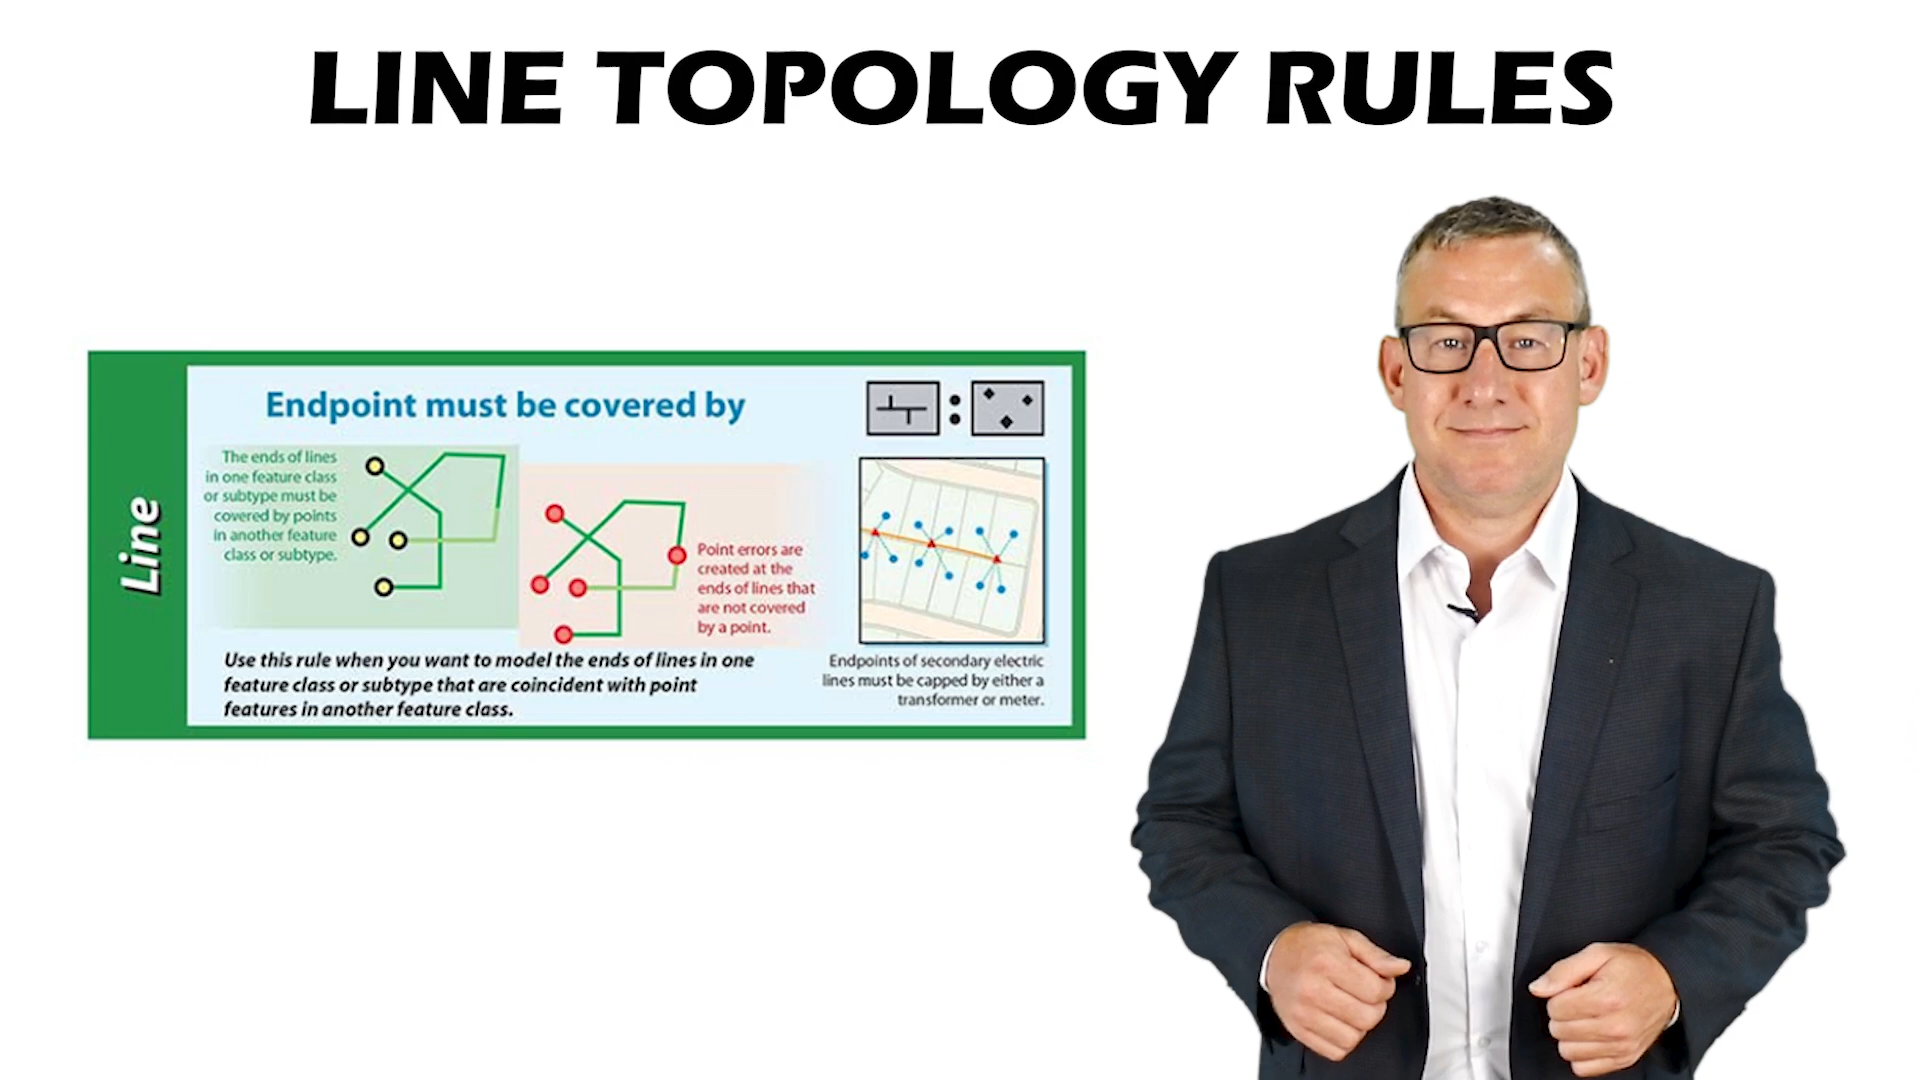 LINE TOPOLOGY RULES
Line
Endpoint must be covered by
The ends of lines
in one feature class
or subtype must be
covered by points
in another feature
class or subtype.
Point errors are
created at the
ends of lines that
are not covered
by a point.
Use this rule when you want to model the ends of lines in one
feature class or subtype that are coincident with point
features in another feature class.
Endpoints of secondary electric
lines must be capped by either a
transformer or meter.